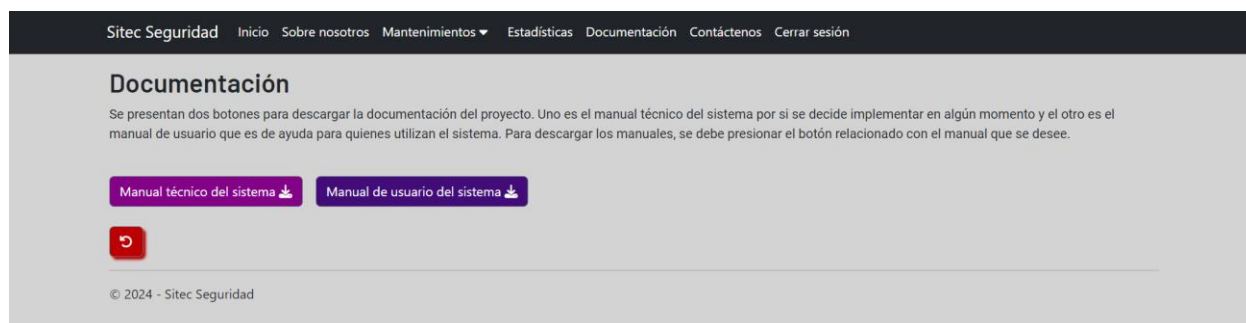 Sitec Seguridad Inicio Sobre nosotros Mantenimientos Estadísticas Documentación Contáctenos Cerrar sesión
Documentación
Se presentan dos botones para descargar la documentación del proyecto. Uno es el manual técnico del sistema por si se decide implementar en algún momento y el otro es el
manual de usuario que es de ayuda para quienes utilizan el sistema. Para descargar los manuales, se debe presionar el botón relacionado con el manual que se desee.
Manual técnico del sistema Manual de usuario del sistema
© 2024 - Sitec Seguridad